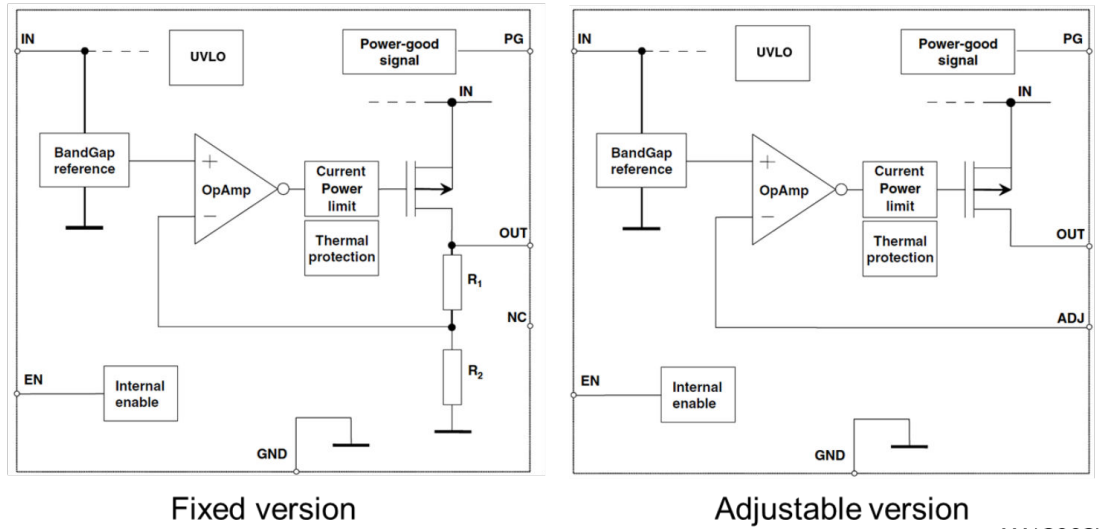 IN
UVLO
Power-good
signal
PG
IN
BandGap
reference
+
OpAmp
−
Current
Power
limit
Thermal
protection
OUT
R1
NC
R2
EN
Internal
enable
GND
Fixed version
IN
UVLO
Power-good
signal
PG
IN
BandGap
reference
+
OpAmp
−
Current
Power
limit
Thermal
protection
OUT
ADJ
EN
Internal
enable
GND
Adjustable version